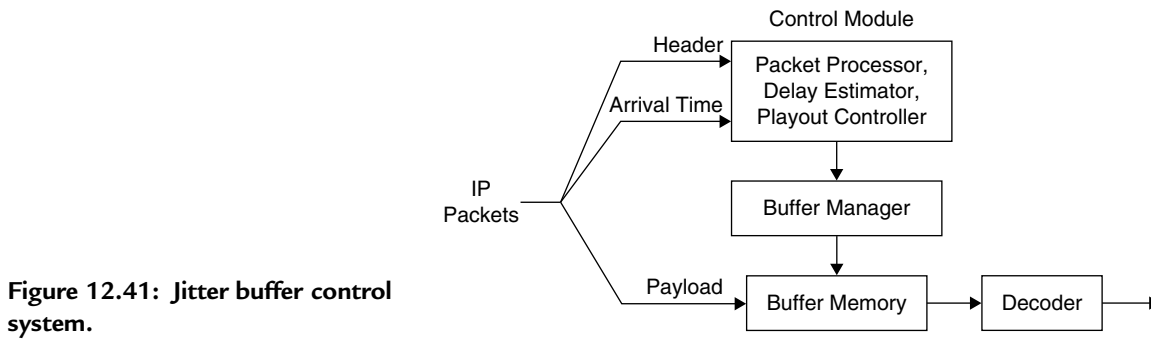 Control Module
Header
Packet Processor,
Delay Estimator,
Playout Controller
Arrival Time
IP
Packets
Buffer Manager
Payload
Buffer Memory
Decoder
Figure 12.41: Jitter buffer control
system.